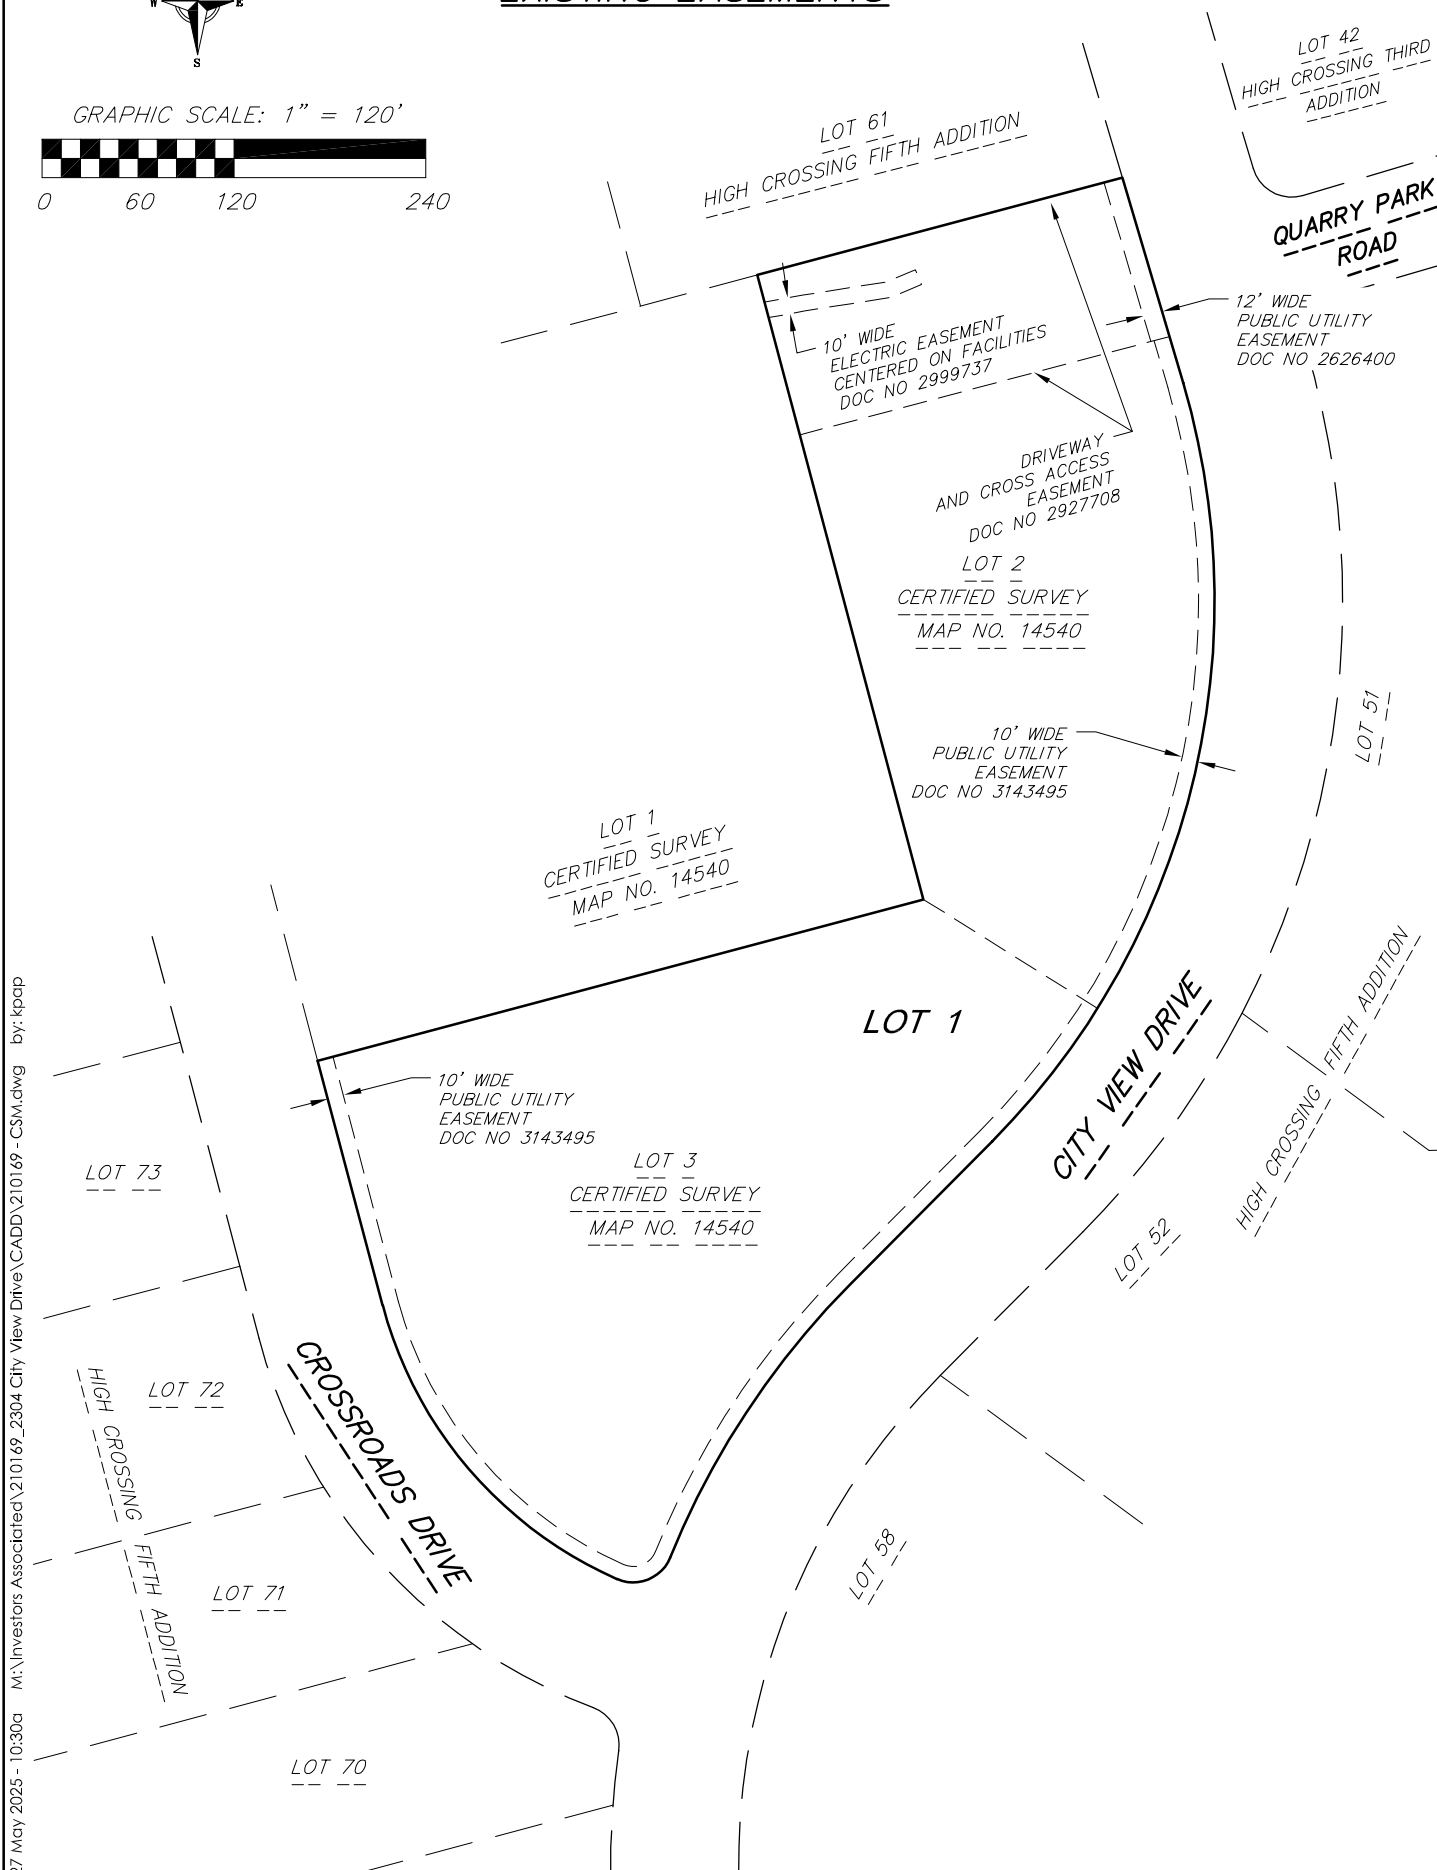 W
E
S
GRAPHIC SCALE: 1" = 120'
0 60 120 240
LOT 61
HIGH CROSSING FIFTH ADDITION
LOT 42
HIGH CROSSING THIRD
ADDITION
QUARRY PARK
ROAD
12' WIDE
PUBLIC UTILITY
EASEMENT
DOC NO 2626400
10' WIDE
ELECTRIC EASEMENT
CENTERED ON FACILITIES
DOC NO 2999737
DRIVEWAY
AND CROSS ACCESS
EASEMENT
DOC NO 2927708
LOT 2
CERTIFIED SURVEY
MAP NO. 14540
10' WIDE
PUBLIC UTILITY
EASEMENT
DOC NO 3143495
LOT 51
LOT 1
CERTIFIED SURVEY
MAP NO. 14540
LOT 1
CITY VIEW DRIVE
HIGH CROSSING FIFTH ADDITION
10' WIDE
PUBLIC UTILITY
EASEMENT
DOC NO 3143495
LOT 3
CERTIFIED SURVEY
MAP NO. 14540
LOT 52
LOT 58
LOT 73
LOT 72
CROSSROADS DRIVE
HIGH CROSSING FIFTH ADDITION
LOT 71
LOT 70
27 May 2025 - 10:30a M:\Investors Associated\210169_2304 City View Drive\CADD\210169 - CSM.dwg by: kpap